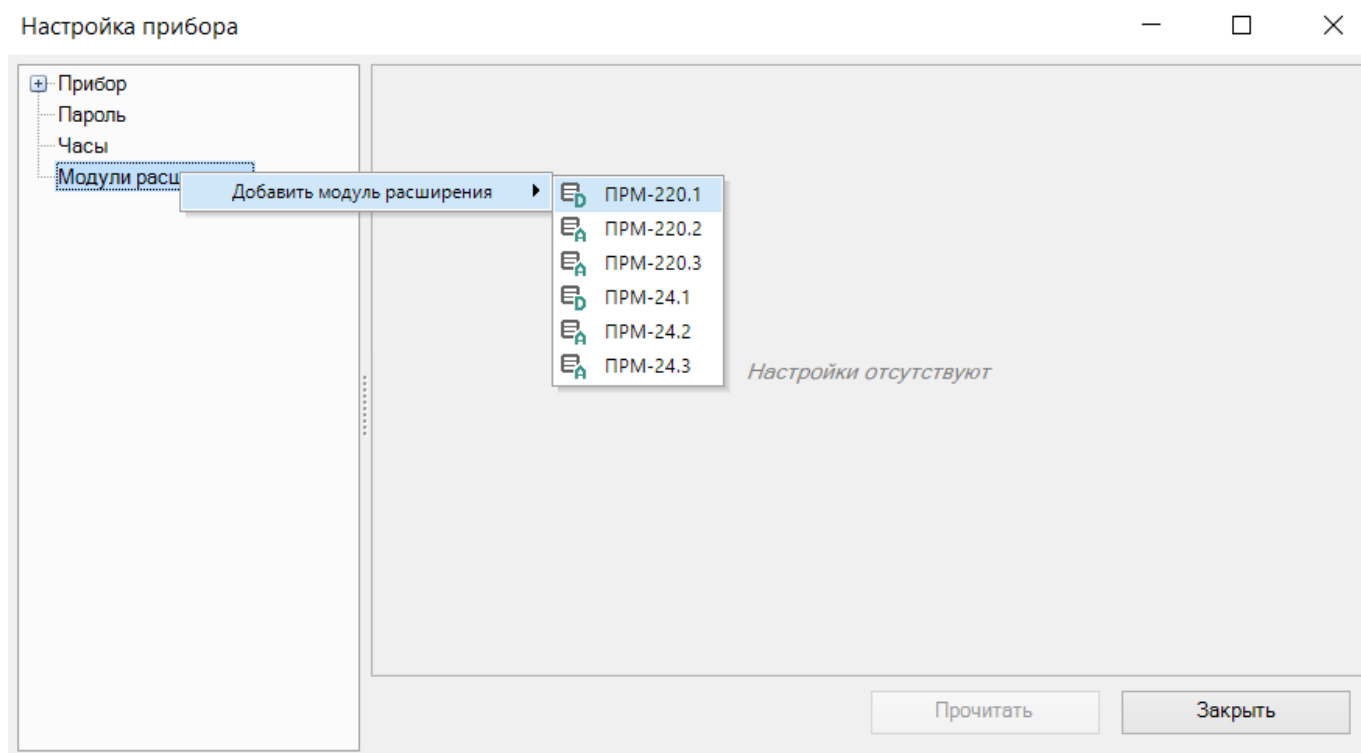 Настройка прибора
Прибор
Пароль
Часы
Модули расш
Добавить модуль расширения
ПРМ-220.1
ПРМ-220.2
ПРМ-220.3
ПРМ-24.1
ПРМ-24.2
ПРМ-24.3
Настройки отсутствуют
Прочитать
Закрыть